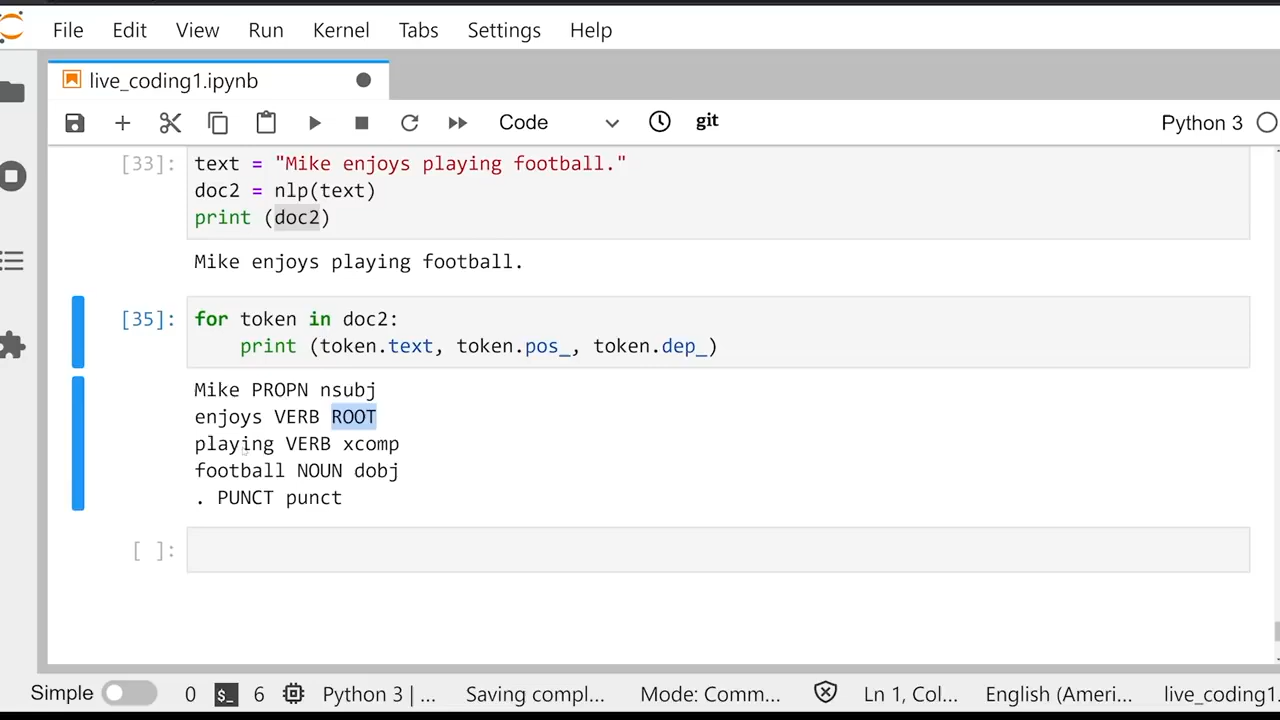 File Edit View Run Kernel Tabs Settings Help
live_coding1.ipynb
Code git Python 3
[33]: text = "Mike enjoys playing football."
doc2 = nlp(text)
print (doc2)
Mike enjoys playing football.
[35]: for token in doc2:
print (token.text, token.pos_, token.dep_)
Mike PROPN nsubj
enjoys VERB ROOT
playing VERB xcomp
football NOUN dobj
. PUNCT punct
[ ]:
Simple 0 $_ 6 Python 3 | ... Saving compl... Mode: Comm... Ln 1, Col... English (Ameri... live_coding1.